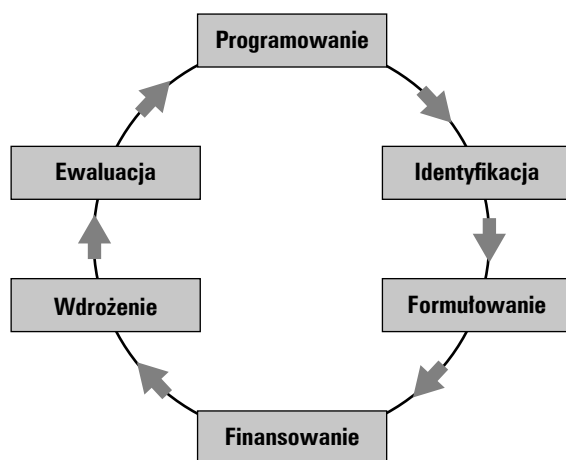 Programowanie
Identyfikacja
Formułowanie
Finansowanie
Wdrożenie
Ewaluacja